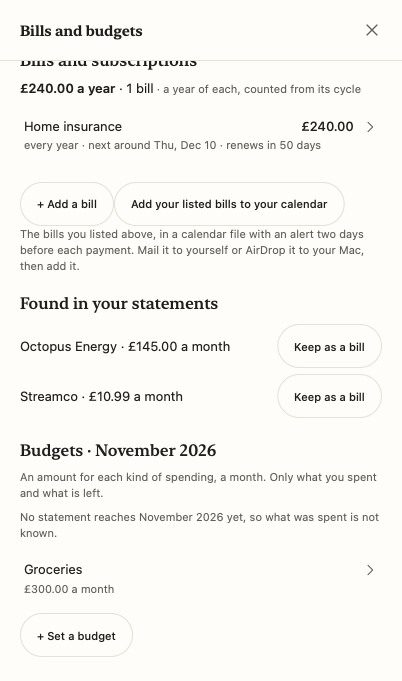 Bills and budgets
Bills and subscriptions
£240.00 a year · 1 bill · a year of each, counted from its cycle
Home insurance £240.00
every year · next around Thu, Dec 10 · renews in 50 days
+ Add a bill Add your listed bills to your calendar
The bills you listed above, in a calendar file with an alert two days
before each payment. Mail it to yourself or AirDrop it to your Mac,
then add it.
Found in your statements
Octopus Energy · £145.00 a month Keep as a bill
Streamco · £10.99 a month Keep as a bill
Budgets · November 2026
An amount for each kind of spending, a month. Only what you spent
and what is left.
No statement reaches November 2026 yet, so what was spent is not
known.
Groceries
£300.00 a month
+ Set a budget